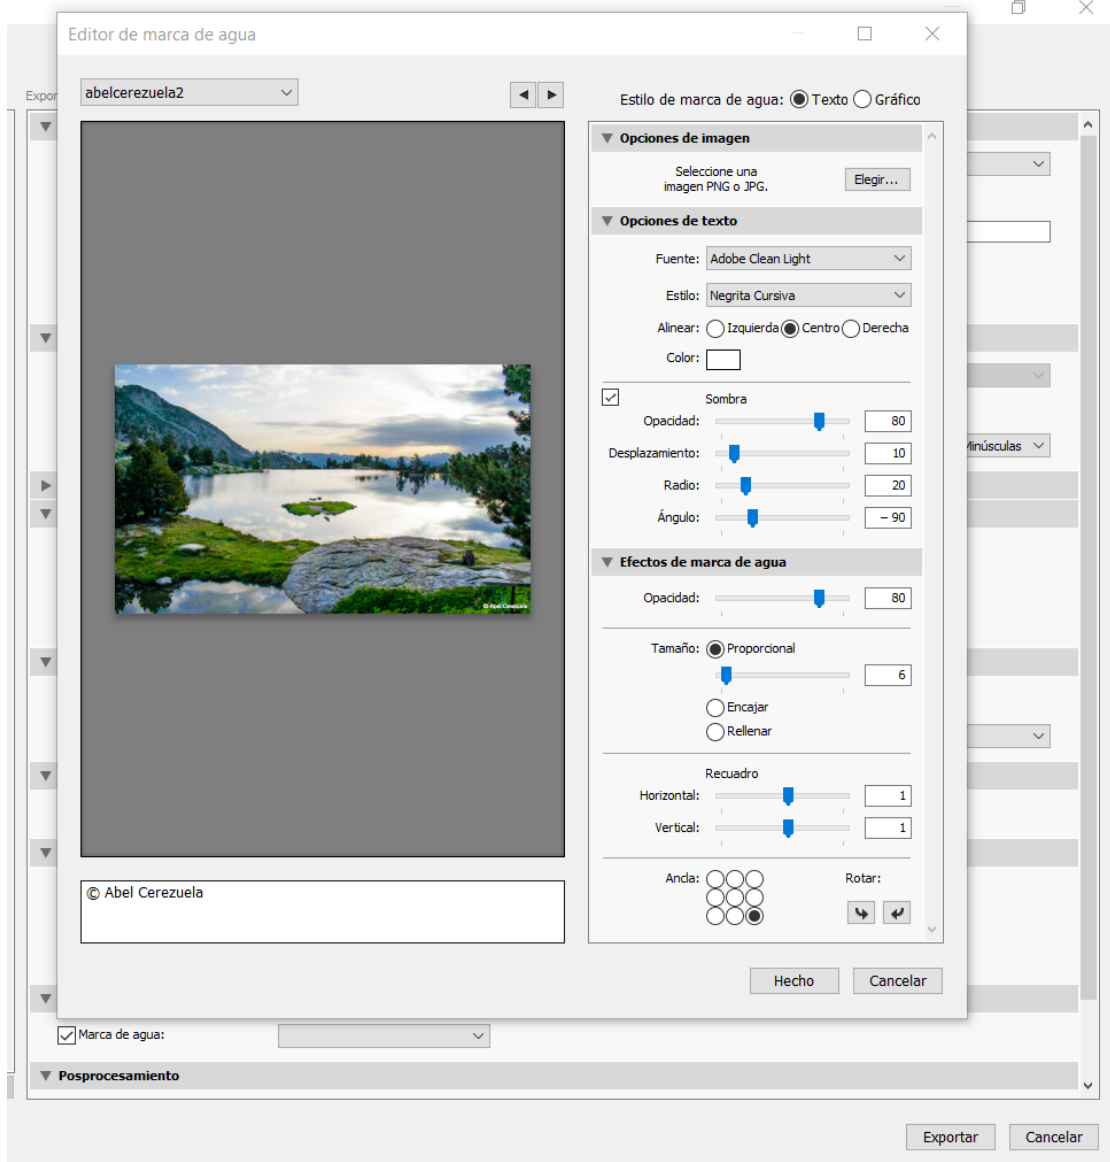 Editor de marca de agua
Expor
abelcerezuela2
Estilo de marca de agua: Texto Gráfico
Opciones de imagen
Seleccione una
imagen PNG o JPG.
Elegir...
Opciones de texto
Fuente: Adobe Clean Light
Estilo: Negrita Cursiva
Alinear: Izquierda Centro Derecha
Color:
Sombra
Opacidad: 80
Desplazamiento: 10
Minúsculas
Radio: 20
Ángulo: – 90
Efectos de marca de agua
Opacidad: 80
© Abel Cerezuela
Tamaño: Proporcional
6
Encajar
Rellenar
Recuadro
Horizontal: 1
Vertical: 1
Ancla: Rotar:
© Abel Cerezuela
Hecho Cancelar
Marca de agua:
Posprocesamiento
Exportar Cancelar